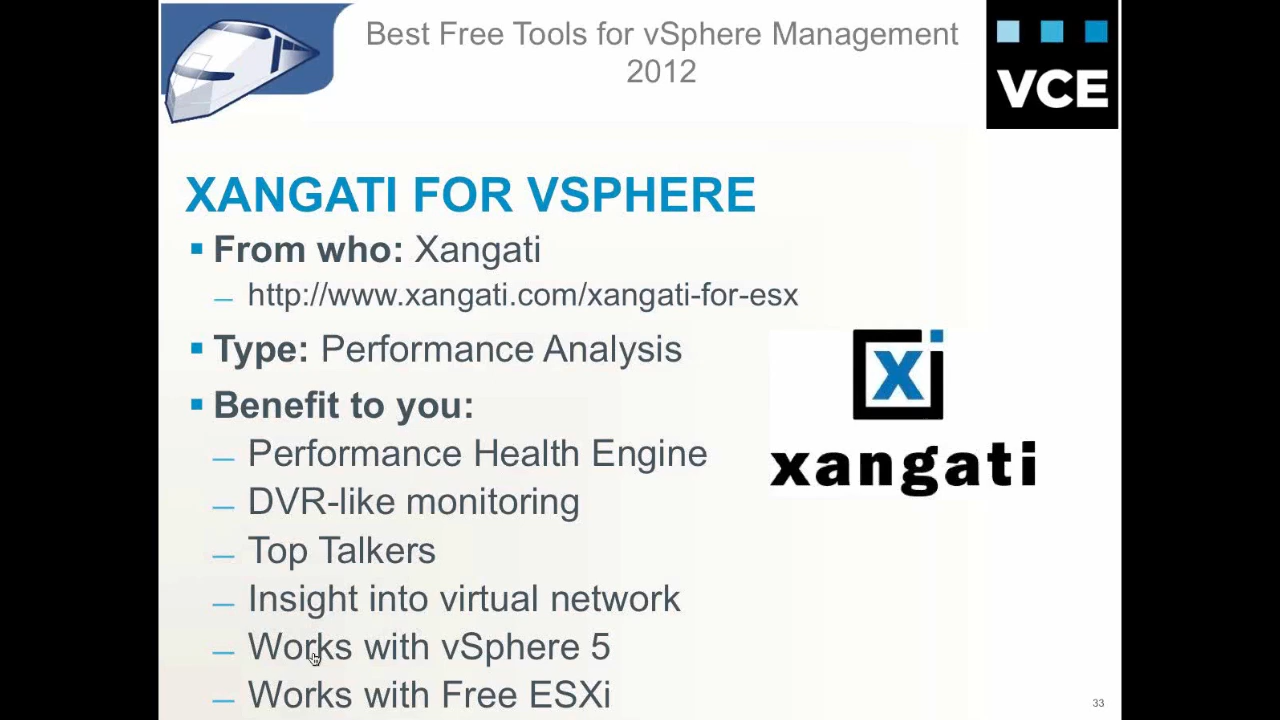 Best Free Tools for vSphere Management
2012
VCE
XANGATI FOR VSPHERE
From who: Xangati
http://www.xangati.com/xangati-for-esx
Type: Performance Analysis
Benefit to you:
Performance Health Engine
DVR-like monitoring
Top Talkers
Insight into virtual network
Works with vSphere 5
Works with Free ESXi
xi
xangati
33